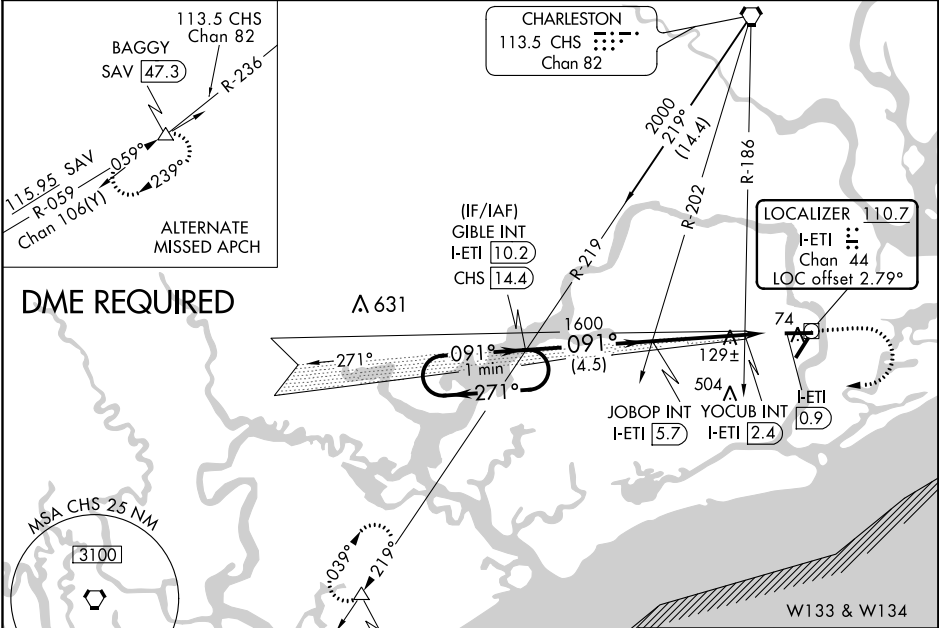 113.5 CHS
Chan 82
BAGGY
SAV 47.3
R-236
059°
239°
115.95 SAV
R-059
Chan 106(Y)
ALTERNATE
MISSED APCH
CHARLESTON
113.5 CHS
Chan 82
2000
219°
(14.4)
R-219
R-202
R-186
(IF/IAF)
GIBLE INT
I-ETI 10.2
CHS 14.4
LOCALIZER 110.7
I-ETI
Chan 44
LOC offset 2.79°
DME REQUIRED
631
1600
091°
(4.5)
271°
091°
1 min
271°
74
129±
504
JOBOP INT
I-ETI 5.7
YOCUB INT
I-ETI 2.4
I-ETI
0.9
MSA CHS 25 NM
3100
039°
219°
W133 & W134